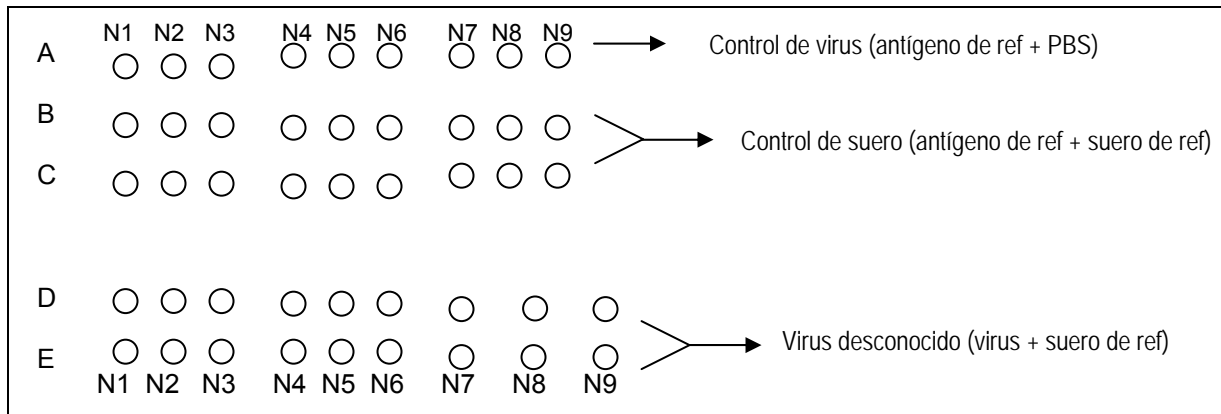 N1 N2 N3 N4 N5 N6 N7 N8 N9
A Control de virus (antígeno de ref + PBS)
B
Control de suero (antígeno de ref + suero de ref)
C
D
Virus desconocido (virus + suero de ref)
E
N1 N2 N3 N4 N5 N6 N7 N8 N9